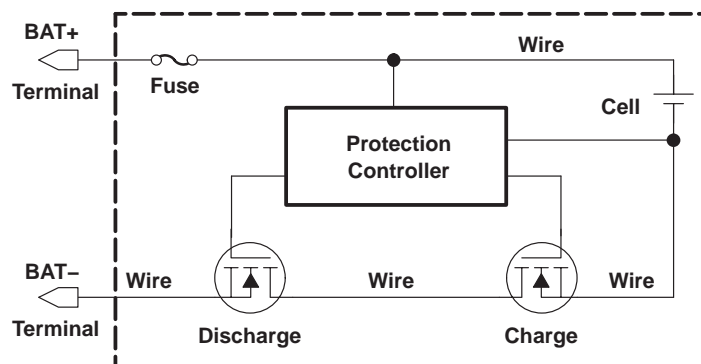 BAT+
Terminal
Fuse
Wire
Cell
Protection
Controller
BAT−
Terminal
Wire
Wire
Wire
Discharge
Charge